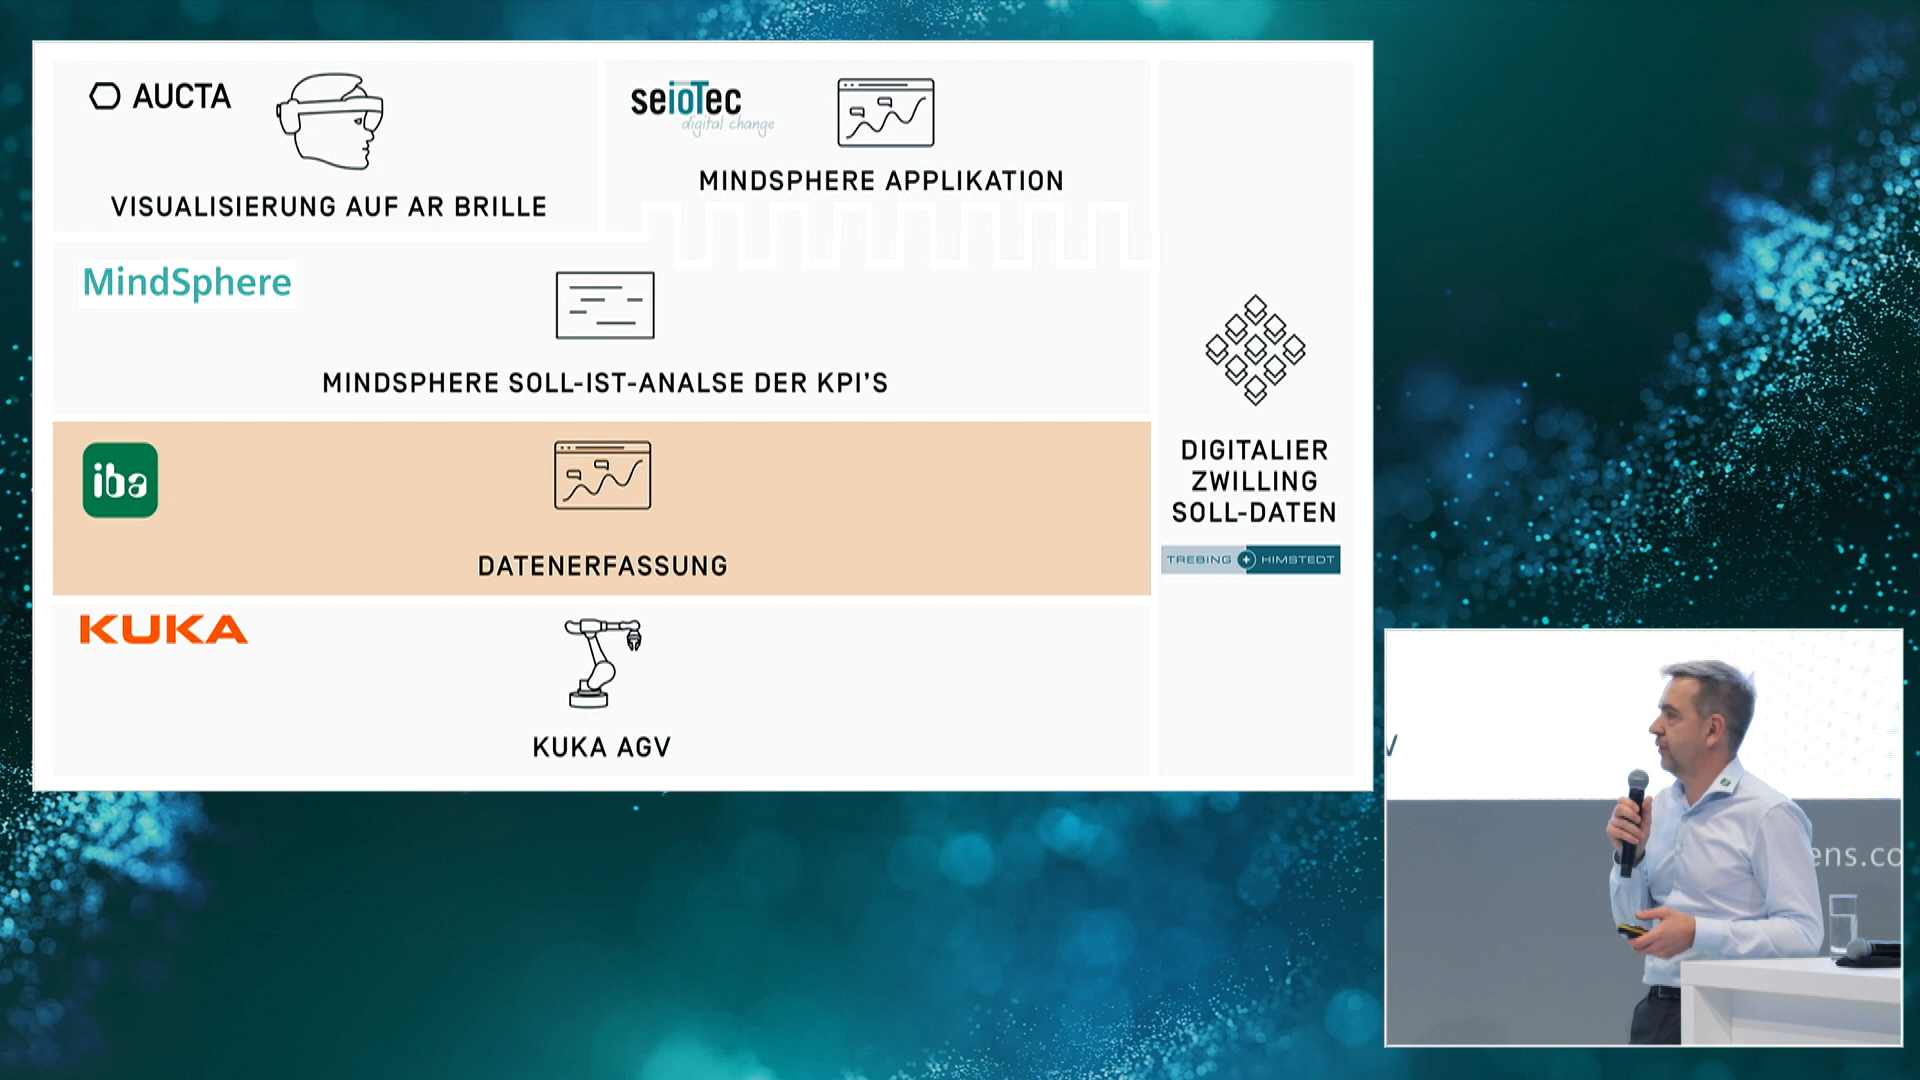 AUCTA
VISUALISIERUNG AUF AR BRILLE
seioTec
digital change
MINDSPHERE APPLIKATION
MindSphere
MINDSPHERE SOLL-IST-ANALSE DER KPI'S
iba
DATENERFASSUNG
KUKA
KUKA AGV
DIGITALIER
ZWILLING
SOLL-DATEN
TREBING + HIMSTEDT
ens.co